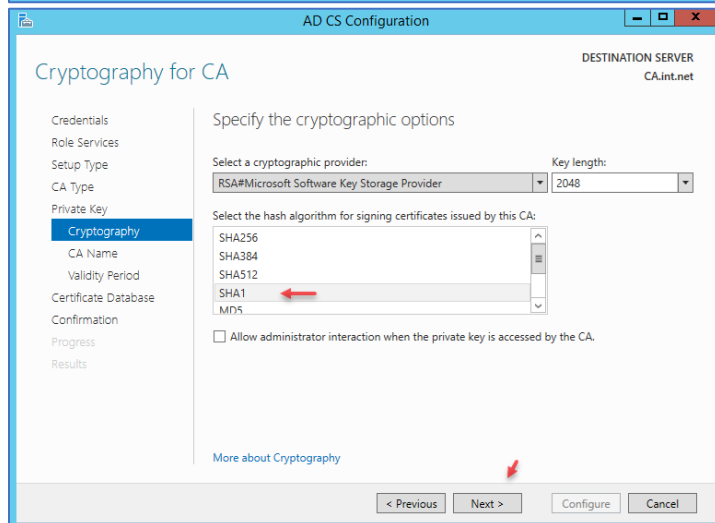 AD CS Configuration
Cryptography for CA
DESTINATION SERVER
CA.int.net
Credentials
Role Services
Setup Type
CA Type
Private Key
Cryptography
CA Name
Validity Period
Certificate Database
Confirmation
Progress
Results
Specify the cryptographic options
Select a cryptographic provider: Key length:
RSA#Microsoft Software Key Storage Provider 2048
Select the hash algorithm for signing certificates issued by this CA:
SHA256
SHA384
SHA512
SHA1
MD5
Allow administrator interaction when the private key is accessed by the CA.
More about Cryptography
< Previous Next > Configure Cancel